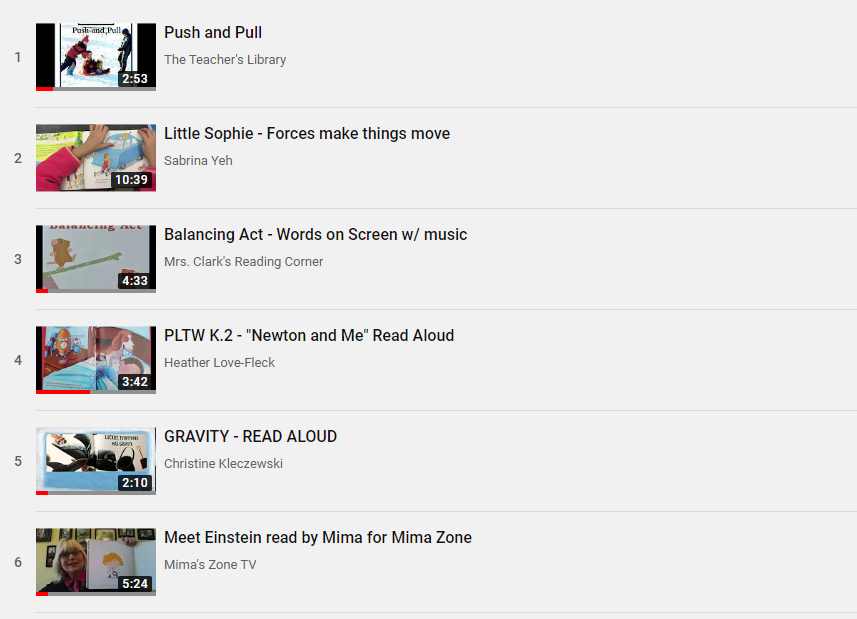 1
Push-and-Pull
2:53
Push and Pull
The Teacher's Library
2
10:39
Little Sophie - Forces make things move
Sabrina Yeh
3
Balancing Act
4:33
Balancing Act - Words on Screen w/ music
Mrs. Clark's Reading Corner
4
3:42
PLTW K.2 - "Newton and Me" Read Aloud
Heather Love-Fleck
5
2:10
GRAVITY - READ ALOUD
Christine Kleczewski
6
5:24
Meet Einstein read by Mima for Mima Zone
Mima's Zone TV